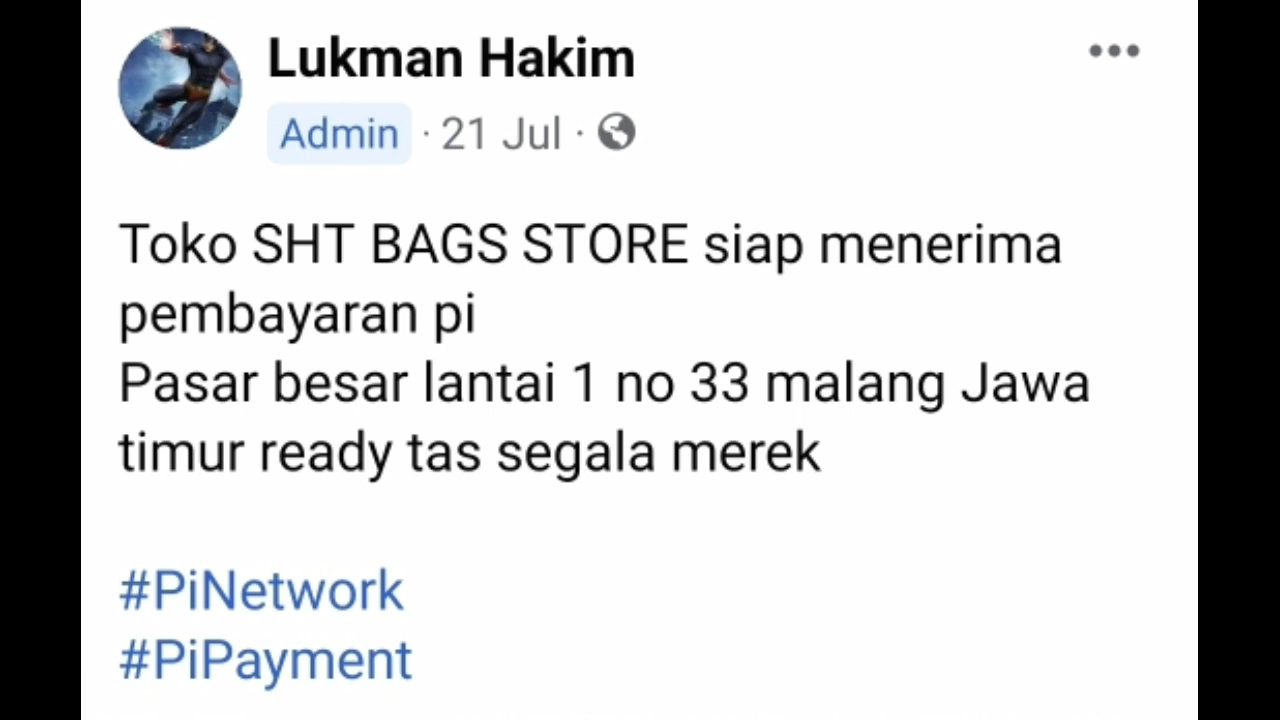 Lukman Hakim
Admin · 21 Jul ·
Toko SHT BAGS STORE siap menerima
pembayaran pi
Pasar besar lantai 1 no 33 malang Jawa
timur ready tas segala merek
#PiNetwork
#PiPayment